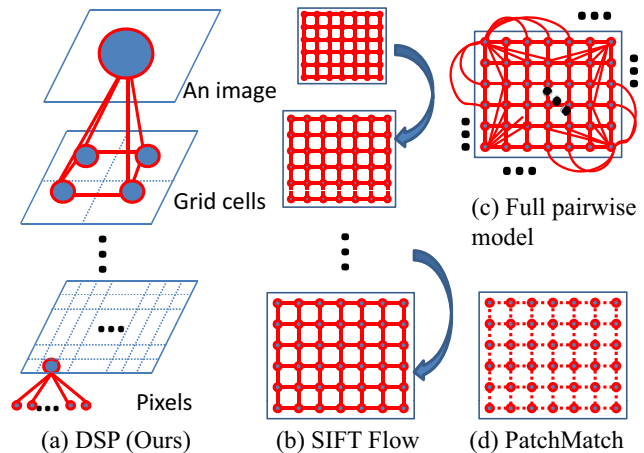 An image
Grid cells
Pixels
(a) DSP (Ours)
(b) SIFT Flow
(c) Full pairwise
model
(d) PatchMatch